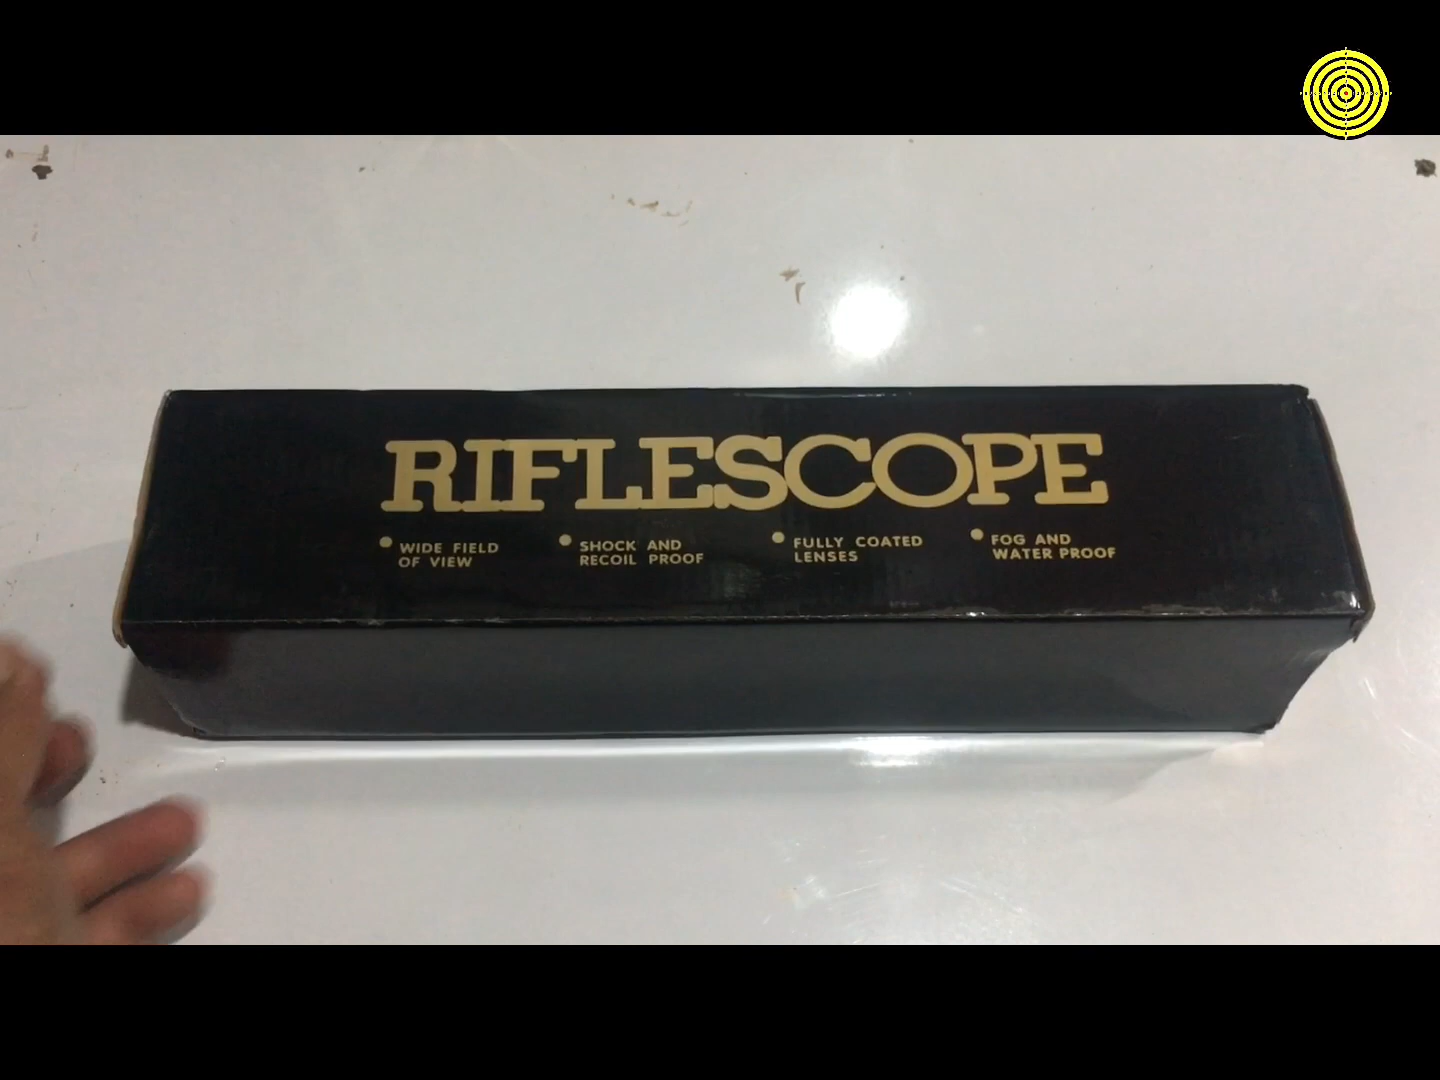 RIFLESCOPE
• WIDE FIELD
OF VIEW
• SHOCK AND
RECOIL PROOF
• FULLY COATED
LENSES
• FOG AND
WATER PROOF